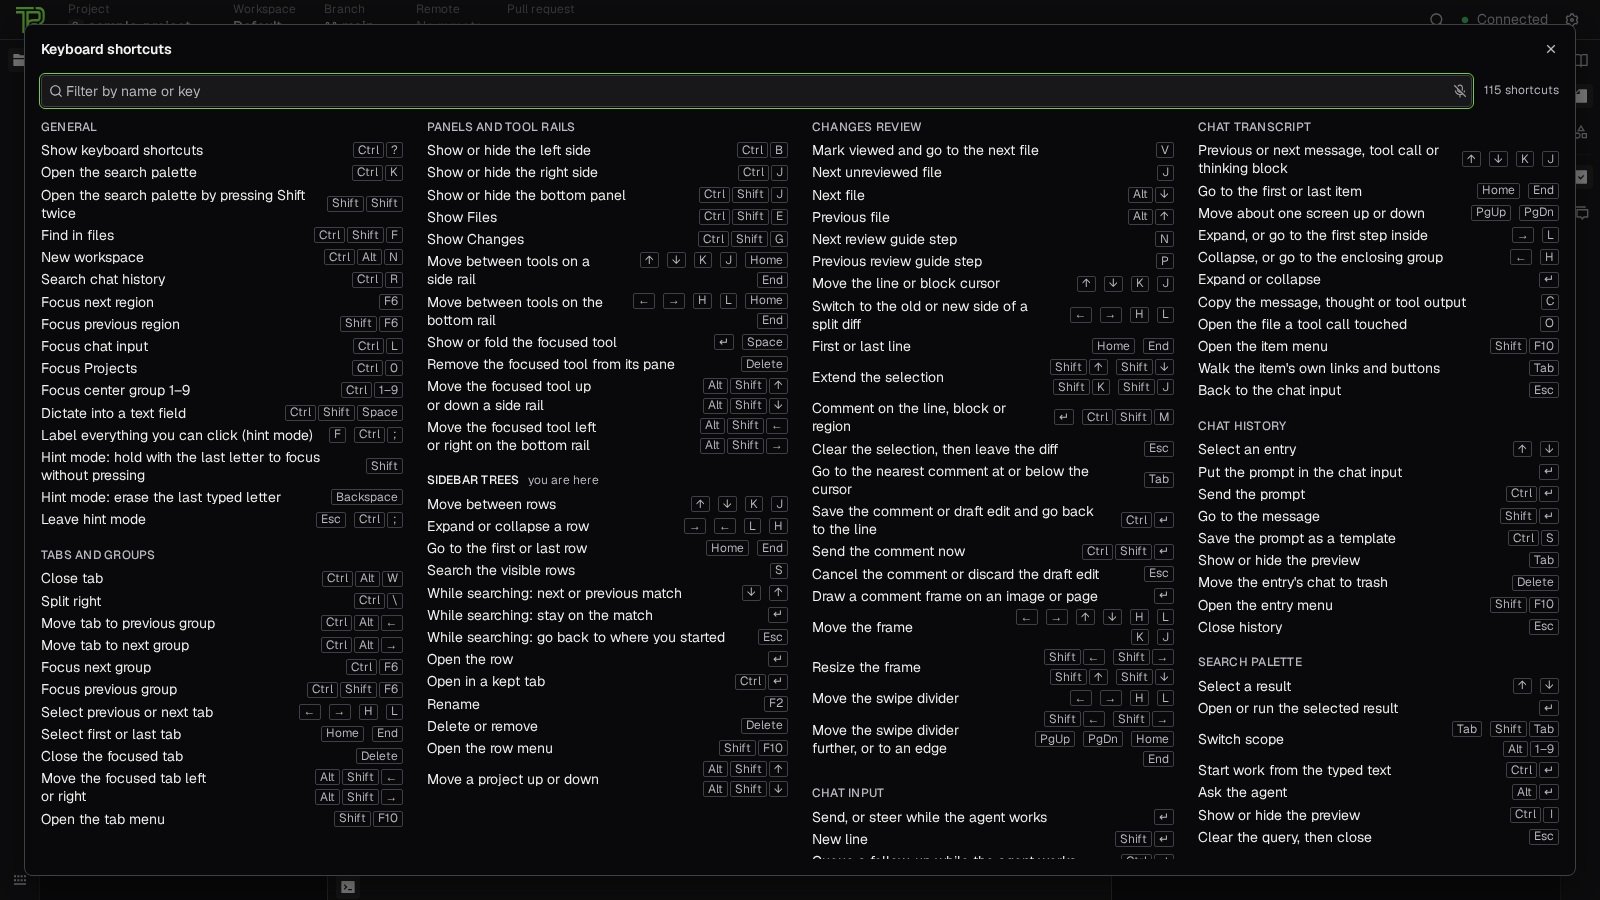 Project Workspace Branch Remote Pull request
Connected
Keyboard shortcuts
Filter by name or key
115 shortcuts
GENERAL
Show keyboard shortcuts Ctrl ?
Open the search palette Ctrl K
Open the search palette by pressing Shift
twice Shift Shift
Find in files Ctrl Shift F
New workspace Ctrl Alt N
Search chat history Ctrl R
Focus next region F6
Focus previous region Shift F6
Focus chat input Ctrl L
Focus Projects Ctrl 0
Focus center group 1–9 Ctrl 1–9
Dictate into a text field Ctrl Shift Space
Label everything you can click (hint mode) F Ctrl ;
Hint mode: hold with the last letter to focus
without pressing Shift
Hint mode: erase the last typed letter Backspace
Leave hint mode Esc Ctrl ;
TABS AND GROUPS
Close tab Ctrl Alt W
Split right Ctrl \
Move tab to previous group Ctrl Alt ←
Move tab to next group Ctrl Alt →
Focus next group Ctrl F6
Focus previous group Ctrl Shift F6
Select previous or next tab ← → H L
Select first or last tab Home End
Close the focused tab Delete
Move the focused tab left Alt Shift ←
or right Alt Shift →
Open the tab menu Shift F10
PANELS AND TOOL RAILS
Show or hide the left side Ctrl B
Show or hide the right side Ctrl J
Show or hide the bottom panel Ctrl Shift J
Show Files Ctrl Shift E
Show Changes Ctrl Shift G
Move between tools on a ↑ ↓ K J Home
side rail End
Move between tools on the ← → H L Home
bottom rail End
Show or fold the focused tool ↵ Space
Remove the focused tool from its pane Delete
Move the focused tool up Alt Shift ↑
or down a side rail Alt Shift ↓
Move the focused tool left Alt Shift ←
or right on the bottom rail Alt Shift →
SIDEBAR TREES you are here
Move between rows ↑ ↓ K J
Expand or collapse a row → ← L H
Go to the first or last row Home End
Search the visible rows S
While searching: next or previous match ↓ ↑
While searching: stay on the match ↵
While searching: go back to where you started Esc
Open the row ↵
Open in a kept tab Ctrl ↵
Rename F2
Delete or remove Delete
Open the row menu Shift F10
Move a project up or down Alt Shift ↑
Alt Shift ↓
CHANGES REVIEW
Mark viewed and go to the next file V
Next unreviewed file J
Next file Alt ↓
Previous file Alt ↑
Next review guide step N
Previous review guide step P
Move the line or block cursor ↑ ↓ K J
Switch to the old or new side of a
split diff ← → H L
First or last line Home End
Extend the selection Shift ↑ Shift ↓
Shift K Shift J
Comment on the line, block or
region ↵ Ctrl Shift M
Clear the selection, then leave the diff Esc
Go to the nearest comment at or below the
cursor Tab
Save the comment or draft edit and go back
to the line Ctrl ↵
Send the comment now Ctrl Shift ↵
Cancel the comment or discard the draft edit Esc
Draw a comment frame on an image or page ↵
Move the frame ← → ↑ ↓ H L
K J
Resize the frame Shift ← Shift →
Shift ↑ Shift ↓
Move the swipe divider ← → H L
Move the swipe divider Shift ← Shift →
further, or to an edge PgUp PgDn Home
End
CHAT INPUT
Send, or steer while the agent works ↵
New line Shift ↵
CHAT TRANSCRIPT
Previous or next message, tool call or
thinking block ↑ ↓ K J
Go to the first or last item Home End
Move about one screen up or down PgUp PgDn
Expand, or go to the first step inside → L
Collapse, or go to the enclosing group ← H
Expand or collapse ↵
Copy the message, thought or tool output C
Open the file a tool call touched O
Open the item menu Shift F10
Walk the item's own links and buttons Tab
Back to the chat input Esc
CHAT HISTORY
Select an entry ↑ ↓
Put the prompt in the chat input ↵
Send the prompt Ctrl ↵
Go to the message Shift ↵
Save the prompt as a template Ctrl S
Show or hide the preview Tab
Move the entry's chat to trash Delete
Open the entry menu Shift F10
Close history Esc
SEARCH PALETTE
Select a result ↑ ↓
Open or run the selected result ↵
Switch scope Tab Shift Tab
Alt 1–9
Start work from the typed text Ctrl ↵
Ask the agent Alt ↵
Show or hide the preview Ctrl I
Clear the query, then close Esc